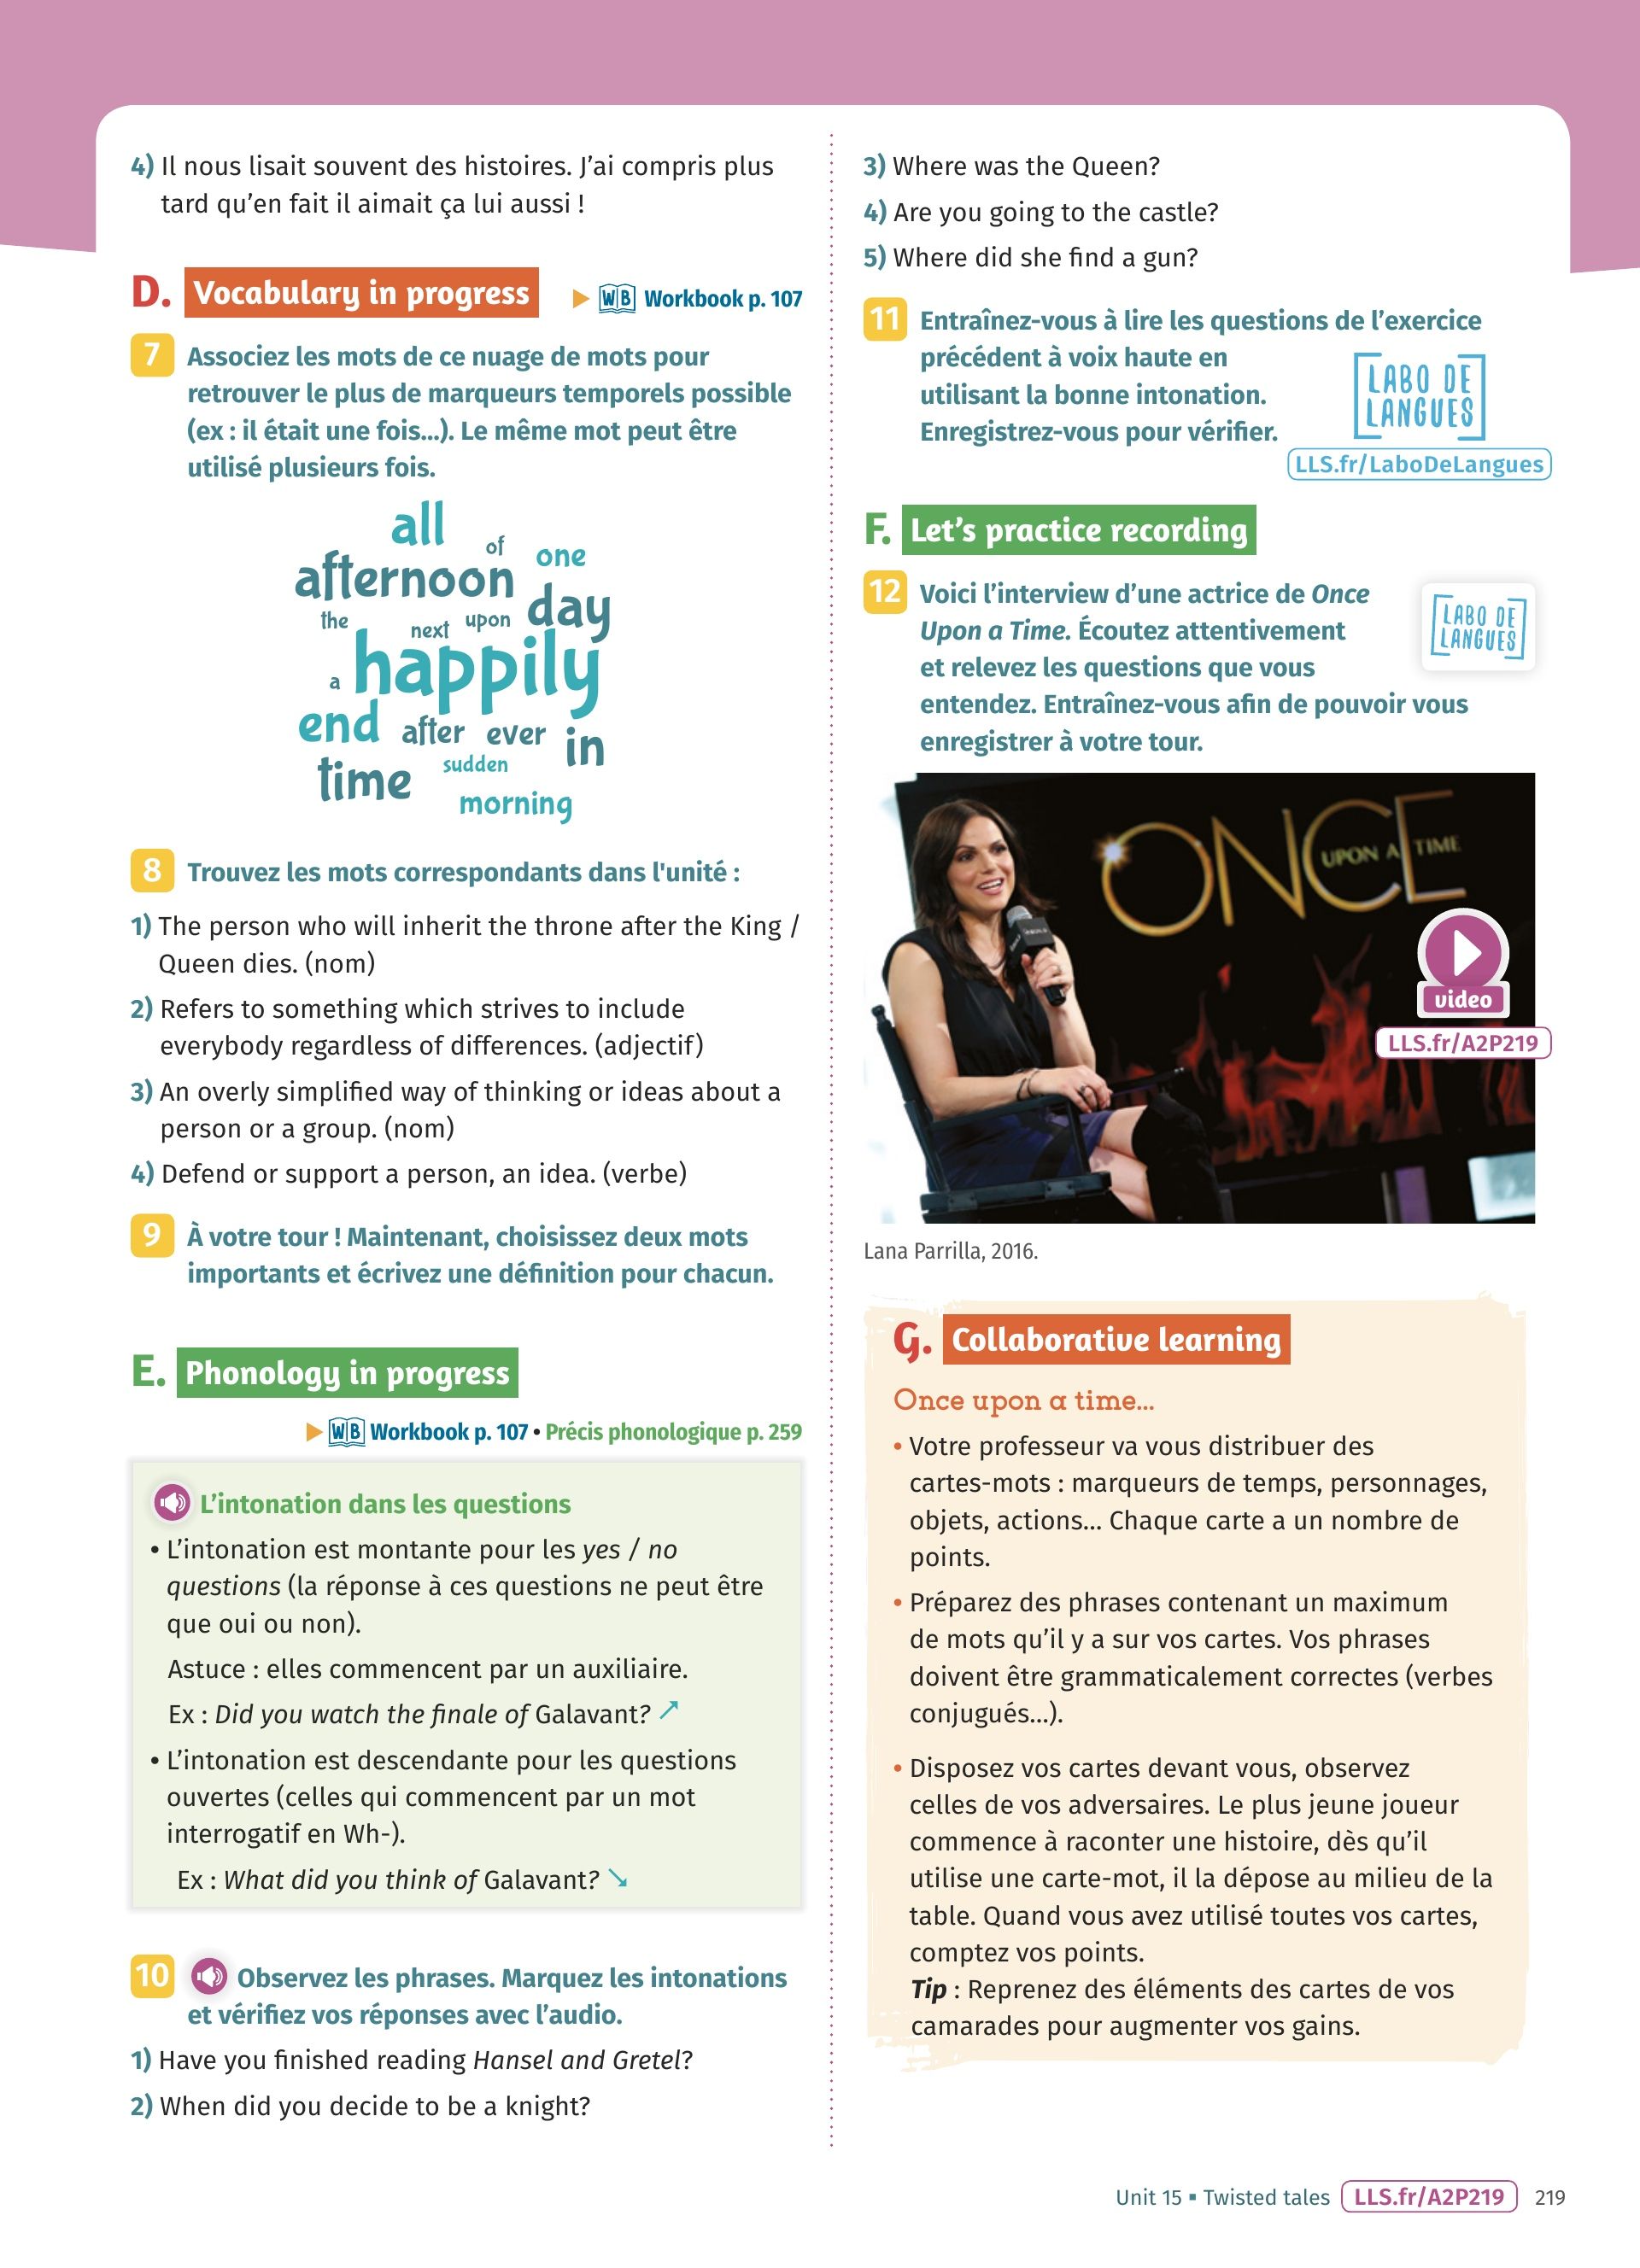 4) Il nous lisait souvent des histoires. J’ai compris plus
tard qu’en fait il aimait ça lui aussi !
D. Vocabulary in progress
WB Workbook p. 107
7 Associez les mots de ce nuage de mots pour
retrouver le plus de marqueurs temporels possible
(ex : il était une fois…). Le même mot peut être
utilisé plusieurs fois.
all
of
one
afternoon
day
the
next
upon
a
happily
end
after
ever
in
time
sudden
morning
8 Trouvez les mots correspondants dans l'unité :
1) The person who will inherit the throne after the King /
Queen dies. (nom)
2) Refers to something which strives to include
everybody regardless of differences. (adjectif)
3) An overly simplified way of thinking or ideas about a
person or a group. (nom)
4) Defend or support a person, an idea. (verbe)
9 À votre tour ! Maintenant, choisissez deux mots
importants et écrivez une définition pour chacun.
E. Phonology in progress
WB Workbook p. 107 • Précis phonologique p. 259
L’intonation dans les questions
• L’intonation est montante pour les yes / no
questions (la réponse à ces questions ne peut être
que oui ou non).
Astuce : elles commencent par un auxiliaire.
Ex : Did you watch the finale of Galavant? ↗
• L’intonation est descendante pour les questions
ouvertes (celles qui commencent par un mot
interrogatif en Wh-).
Ex : What did you think of Galavant? ↘
10 Observez les phrases. Marquez les intonations
et vérifiez vos réponses avec l’audio.
1) Have you finished reading Hansel and Gretel?
2) When did you decide to be a knight?
3) Where was the Queen?
4) Are you going to the castle?
5) Where did she find a gun?
11 Entraînez-vous à lire les questions de l’exercice
précédent à voix haute en
utilisant la bonne intonation.
Enregistrez-vous pour vérifier.
LABO DE
LANGUES
LLS.fr/LaboDeLangues
F. Let’s practice recording
12 Voici l’interview d’une actrice de Once
Upon a Time. Écoutez attentivement
et relevez les questions que vous
entendez. Entraînez-vous afin de pouvoir vous
enregistrer à votre tour.
LABO DE
LANGUES
ONCE
UPON A TIME
video
LLS.fr/A2P219
Lana Parrilla, 2016.
G. Collaborative learning
Once upon a time…
• Votre professeur va vous distribuer des
cartes-mots : marqueurs de temps, personnages,
objets, actions… Chaque carte a un nombre de
points.
• Préparez des phrases contenant un maximum
de mots qu’il y a sur vos cartes. Vos phrases
doivent être grammaticalement correctes (verbes
conjugués…).
• Disposez vos cartes devant vous, observez
celles de vos adversaires. Le plus jeune joueur
commence à raconter une histoire, dès qu’il
utilise une carte-mot, il la dépose au milieu de la
table. Quand vous avez utilisé toutes vos cartes,
comptez vos points.
Tip : Reprenez des éléments des cartes de vos
camarades pour augmenter vos gains.
Unit 15 ▪ Twisted tales LLS.fr/A2P219 219